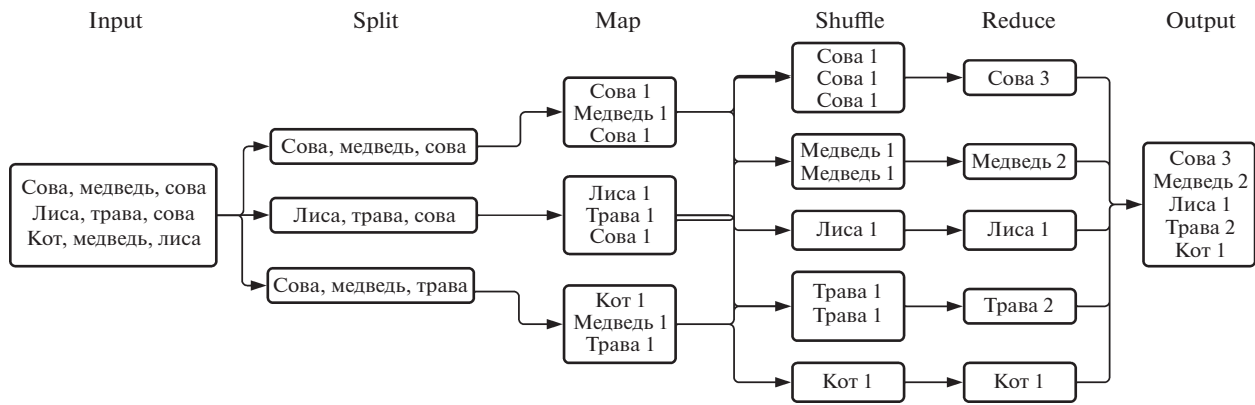 Input
Split
Map
Shuffle
Reduce
Output
Сова, медведь, сова
Лиса, трава, сова
Кот, медведь, лиса
Сова, медведь, сова
Лиса, трава, сова
Сова, медведь, трава
Сова 1
Медведь 1
Сова 1
Лиса 1
Трава 1
Сова 1
Кот 1
Медведь 1
Трава 1
Сова 1
Сова 1
Сова 1
Медведь 1
Медведь 1
Лиса 1
Трава 1
Трава 1
Кот 1
Сова 3
Медведь 2
Лиса 1
Трава 2
Кот 1
Сова 3
Медведь 2
Лиса 1
Трава 2
Кот 1